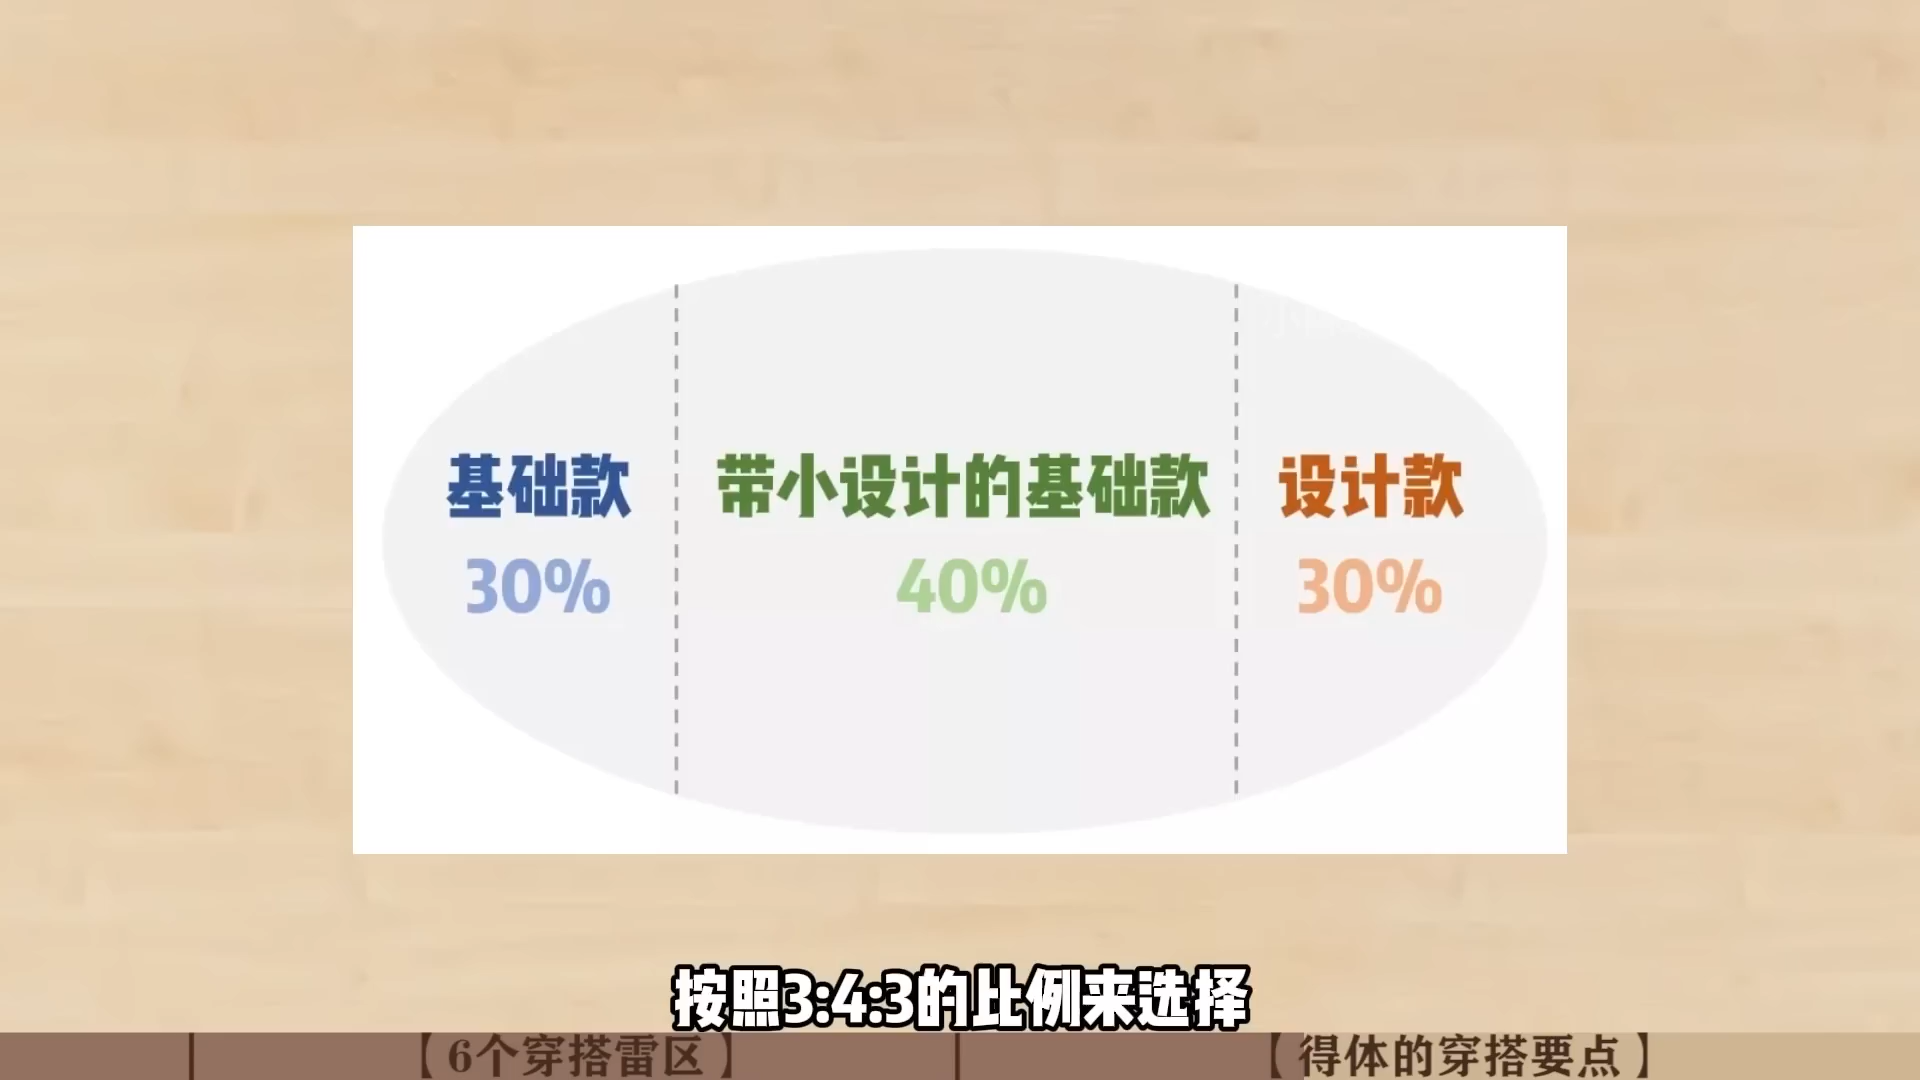 基础款
带小设计的基础款
设计款
30%
40%
30%
按照3:4:3的比例来选择
【6个穿搭雷区】
【得体的穿搭要点】